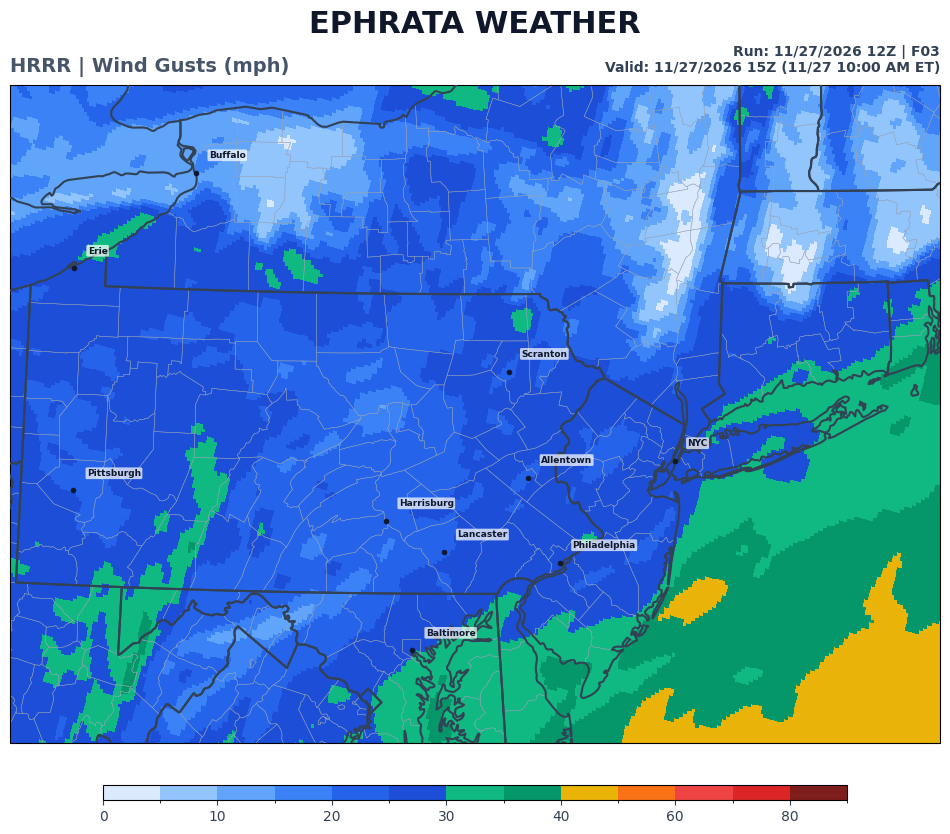 EPHRATA WEATHER
HRRR | Wind Gusts (mph)
Run: 11/27/2026 12Z | F03
Valid: 11/27/2026 15Z (11/27 10:00 AM ET)
Buffalo
Erie
Scranton
NYC
Allentown
Pittsburgh
Harrisburg
Lancaster
Philadelphia
Baltimore
0 10 20 30 40 50 60 70 80